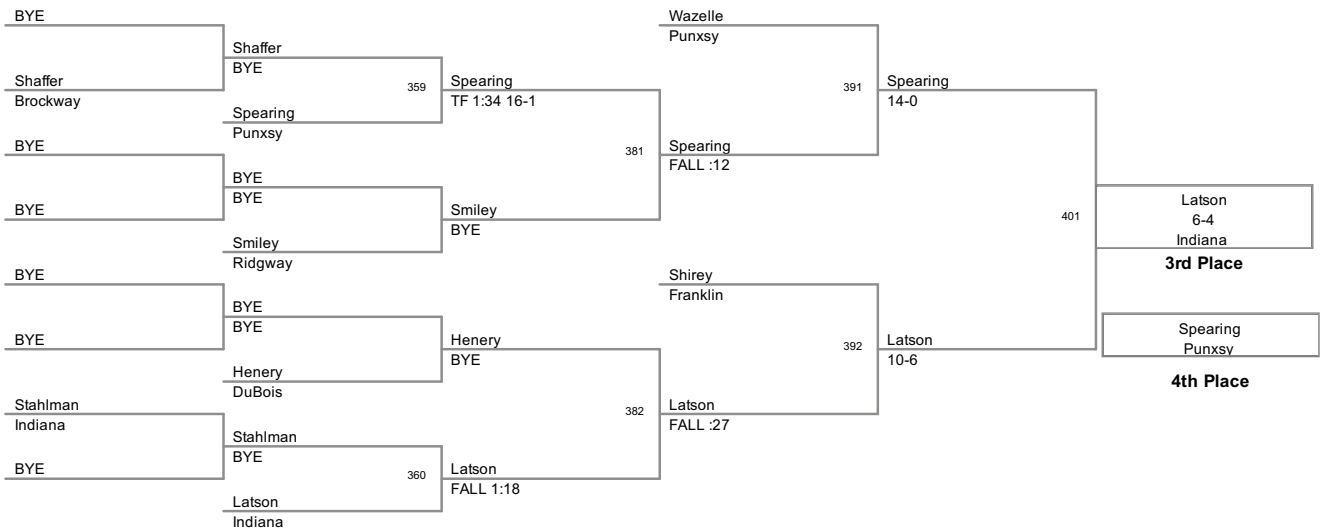 BYE
Shaffer
Brockway
BYE
BYE
BYE
BYE
Stahlman
Indiana
BYE
Shaffer
BYE
Spearing
Punxsy
BYE
BYE
Smiley
Ridgway
BYE
BYE
Henery
DuBois
Stahlman
BYE
Latson
Indiana
359
360
Spearing
TF 1:34 16-1
Smiley
BYE
Henery
BYE
Latson
FALL 1:18
381
382
Wazelle
Punxsy
Spearing
FALL :12
Shirey
Franklin
Latson
FALL :27
391
392
Spearing
14-0
Latson
10-6
401
Latson
6-4
Indiana
3rd Place
Spearing
Punxsy
4th Place